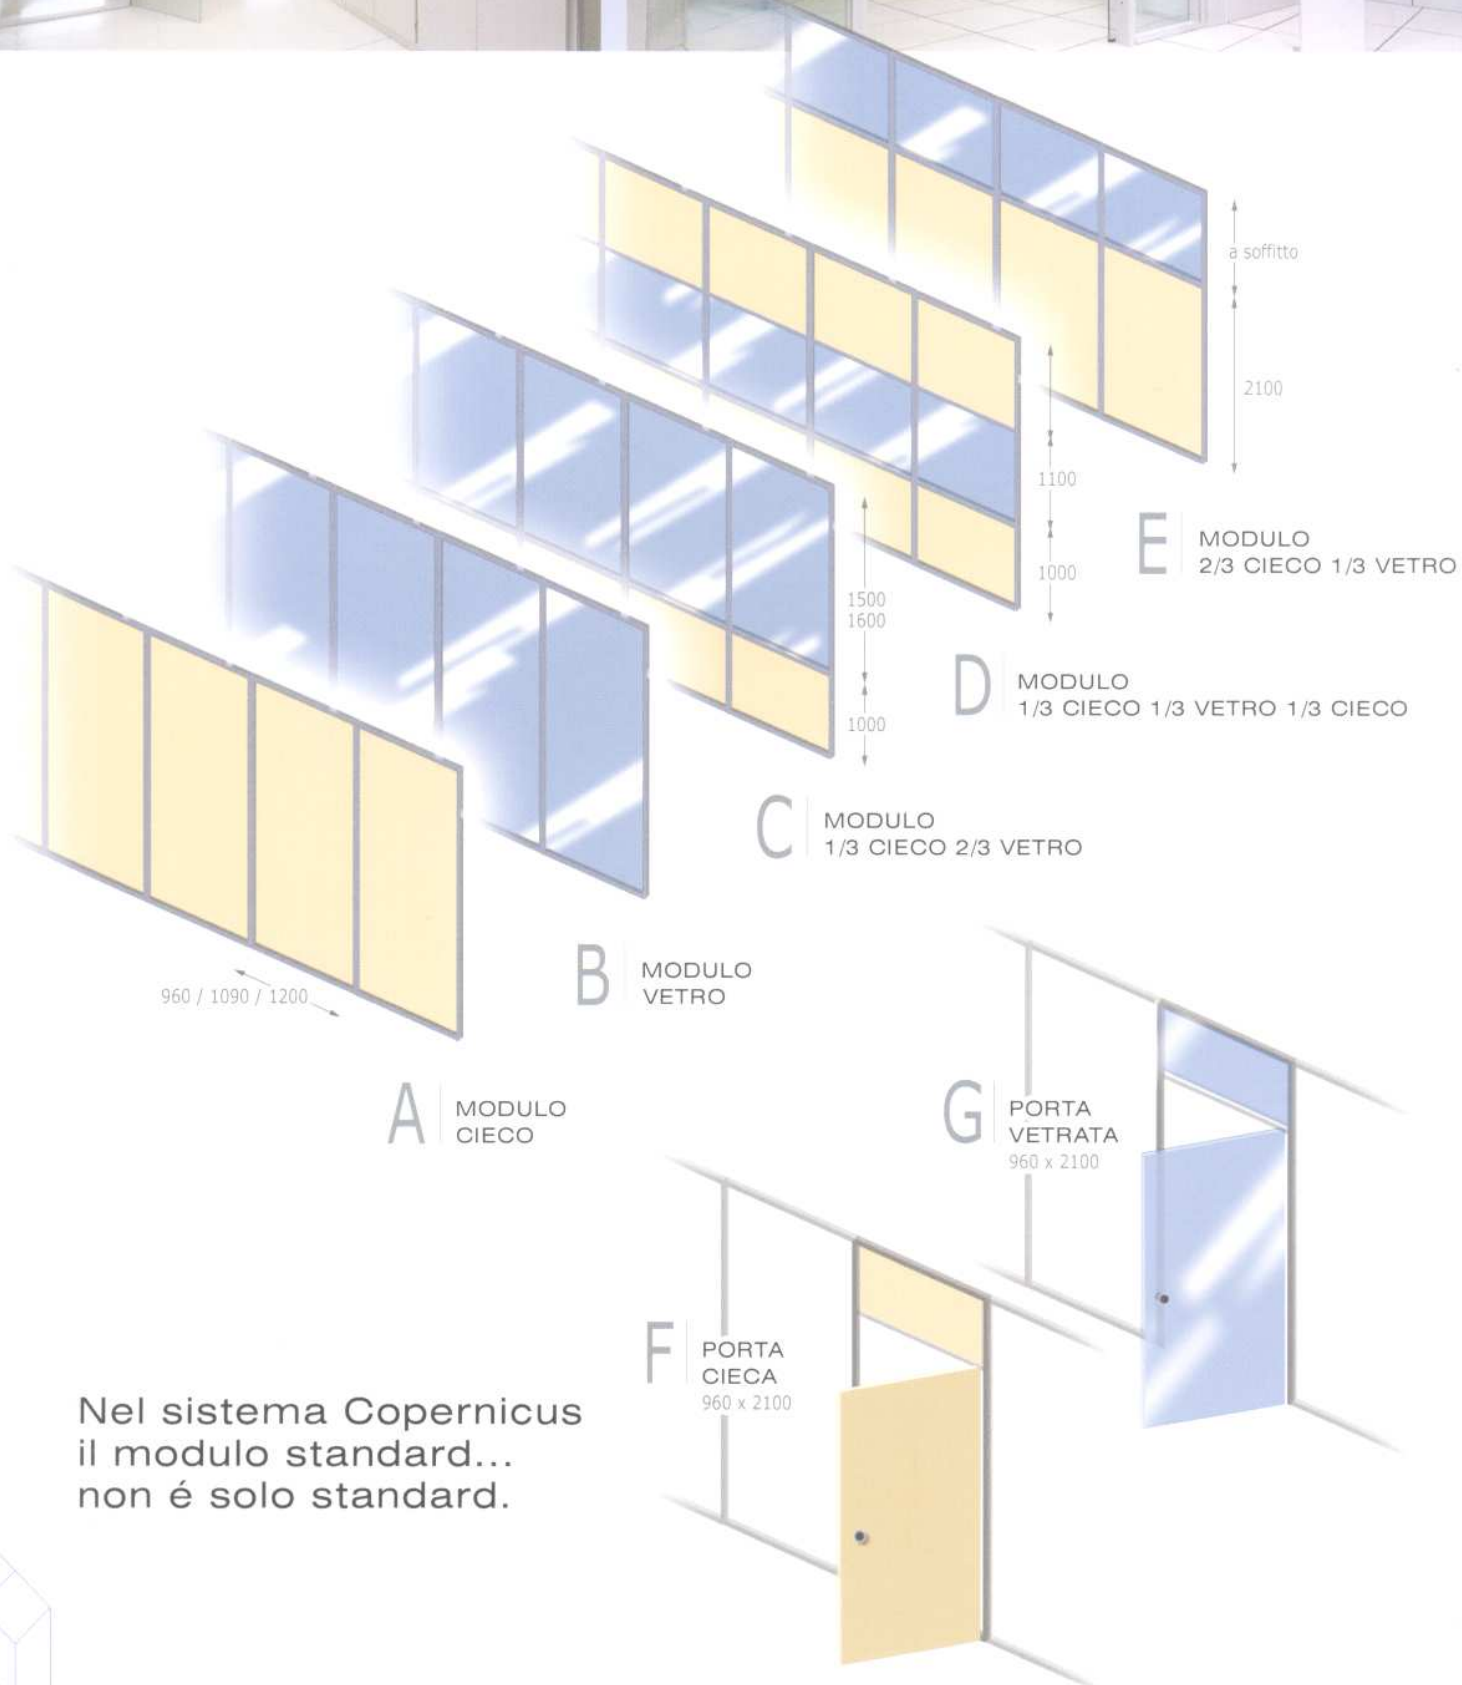 a soffitto
2100
E
MODULO
2/3 CIECO 1/3 VETRO
1100
1000
D
MODULO
1/3 CIECO 1/3 VETRO 1/3 CIECO
1500
1600
1000
C
MODULO
1/3 CIECO 2/3 VETRO
B
MODULO
VETRO
960 / 1090 / 1200
A
MODULO
CIECO
G
PORTA
VETRATA
960 x 2100
F
PORTA
CIECA
960 x 2100
Nel sistema Copernicus
il modulo standard...
non é solo standard.